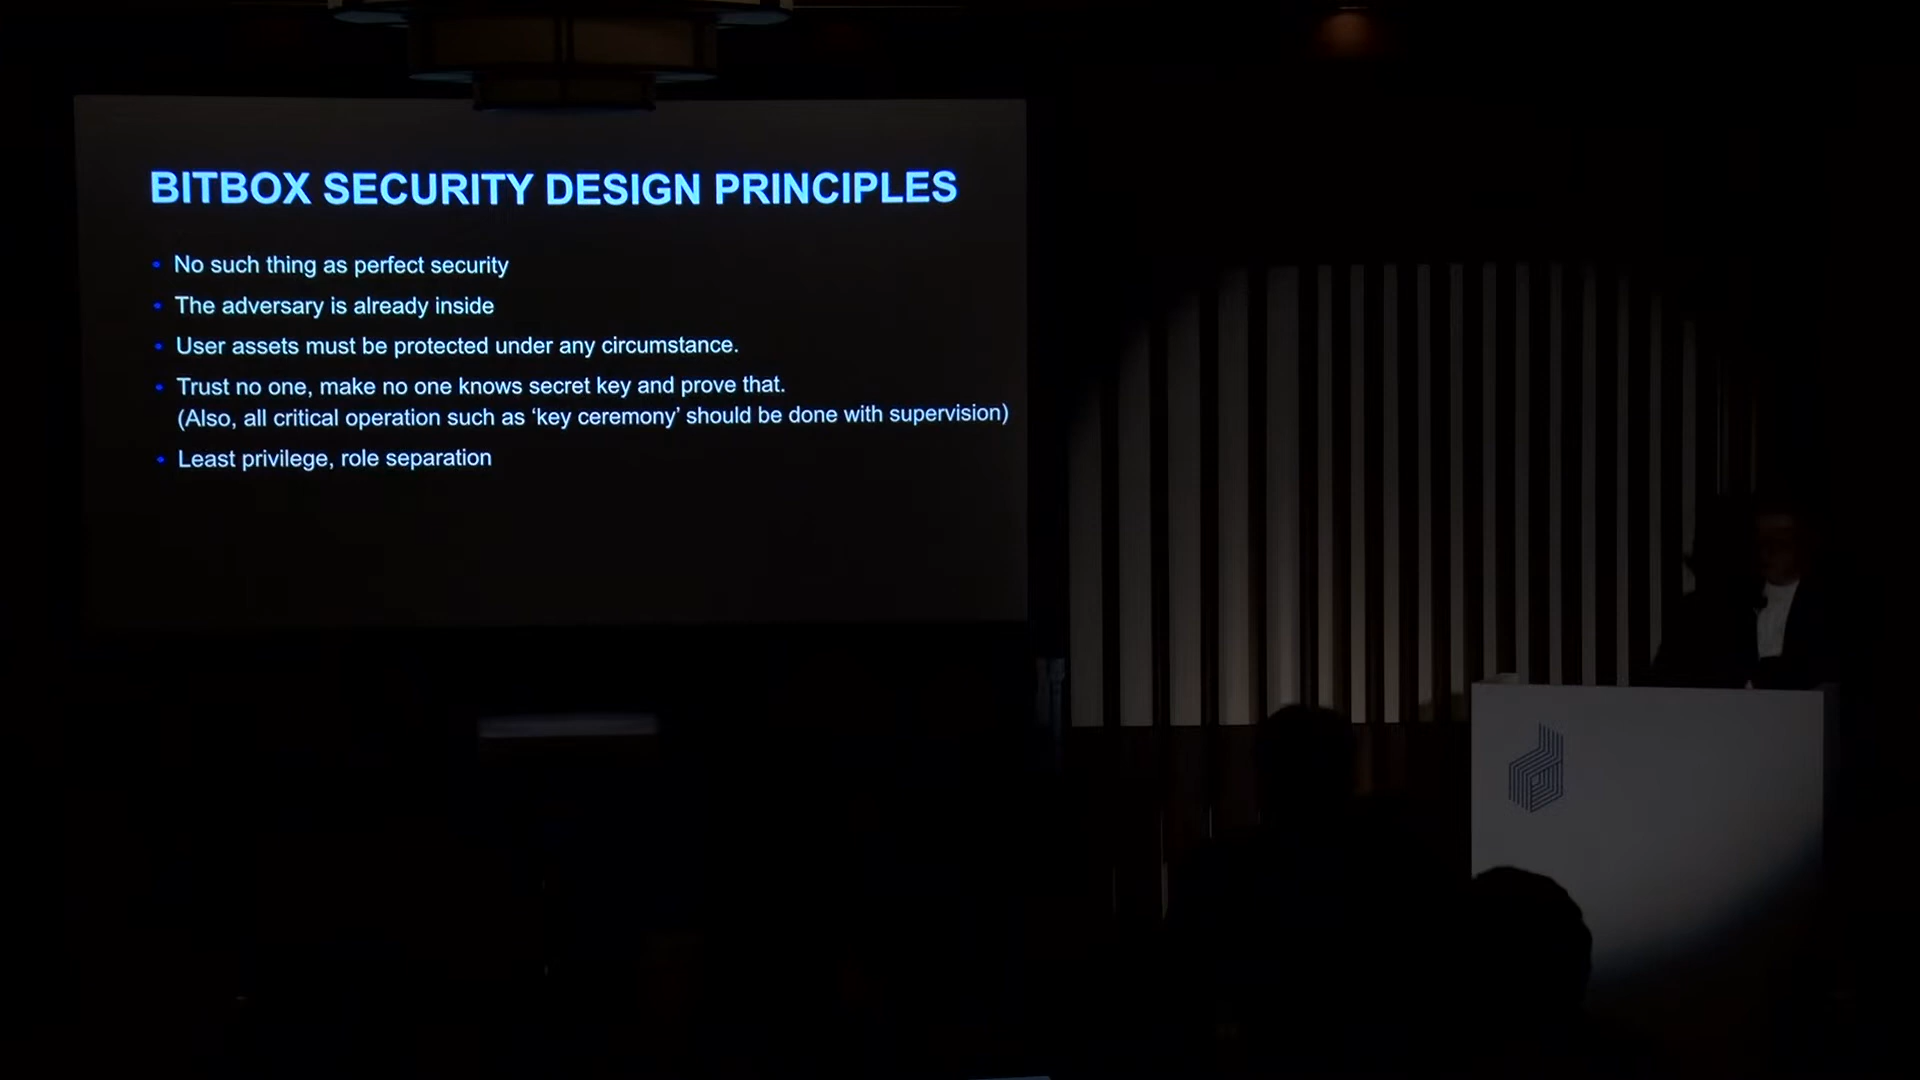 BITBOX SECURITY DESIGN PRINCIPLES
• No such thing as perfect security
• The adversary is already inside
• User assets must be protected under any circumstance.
• Trust no one, make no one knows secret key and prove that.
(Also, all critical operation such as ‘key ceremony’ should be done with supervision)
• Least privilege, role separation